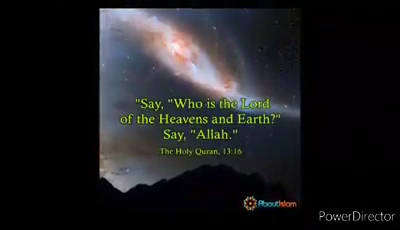 "Say, "Who is the Lord
of the Heavens and Earth?"
Say, "Allah."
The Holy Quran, 13:16
AboutIslam
PowerDirector